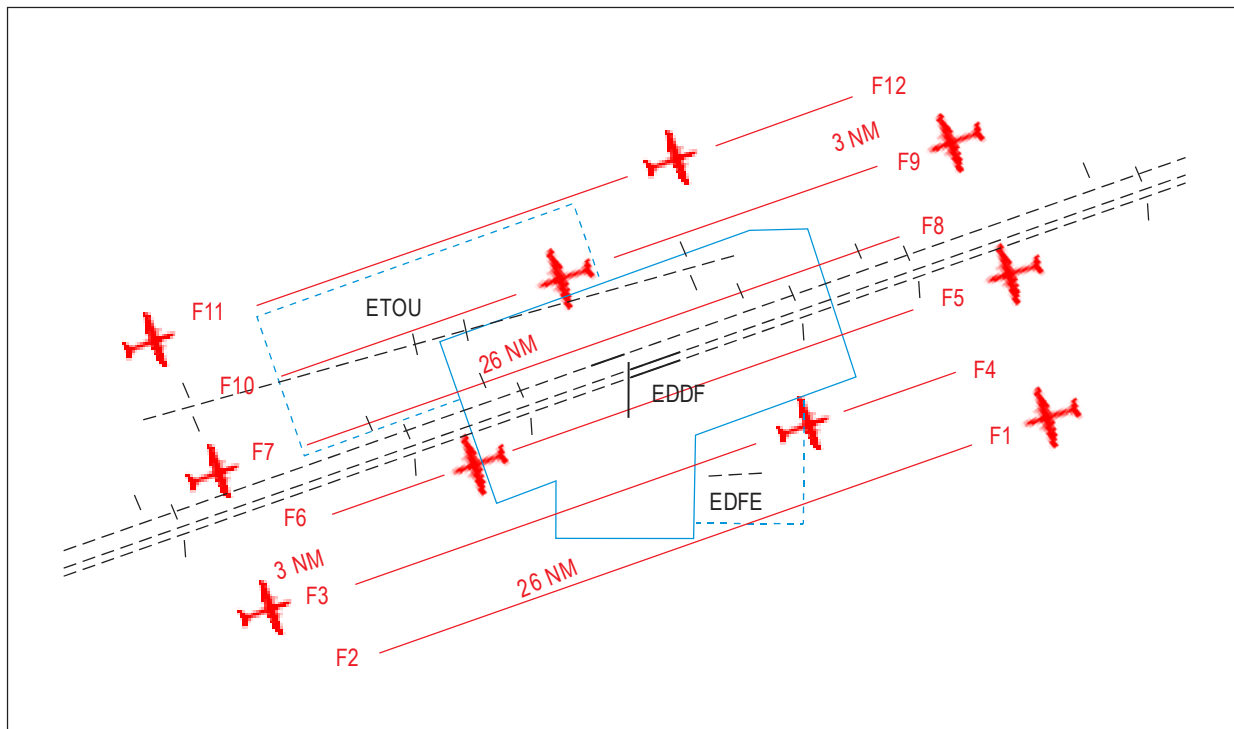 F12
3 NM
F9
F8
F11
ETOU
F5
26 NM
F10
F4
EDDF
F7
F1
EDFE
F6
3 NM
F3
26 NM
F2